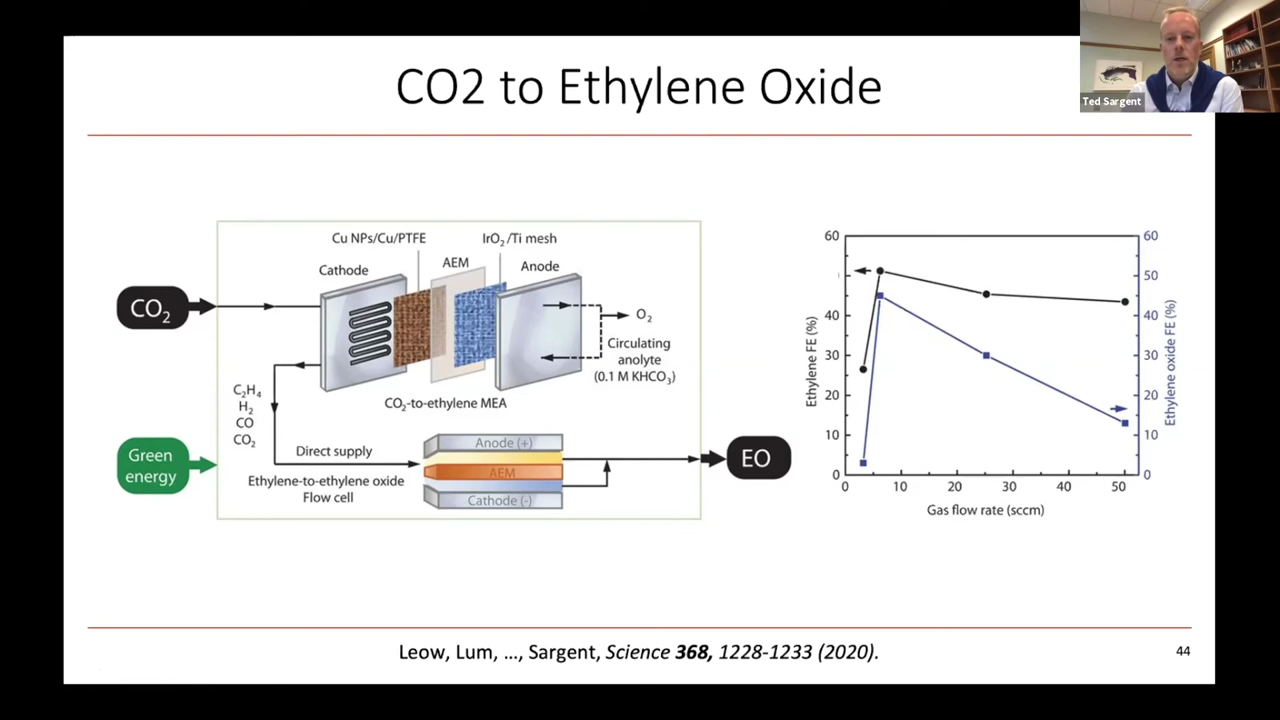 CO2 to Ethylene Oxide
Ted Sargent
Cu NPs/Cu/PTFE
IrO2/Ti mesh
Cathode
AEM
Anode
CO2
O2
Circulating
anolyte
(0.1 M KHCO3)
CO2-to-ethylene MEA
C2H4
H2
CO
CO2
Green
energy
Direct supply
Ethylene-to-ethylene oxide
Flow cell
Anode (+)
AEM
Cathode (-)
EO
60
40
30
20
10
0
Ethylene FE (%)
0
10
20
30
40
50
Gas flow rate (sccm)
60
50
40
30
20
10
0
Ethylene oxide FE (%)
Leow, Lum, ..., Sargent, Science 368, 1228-1233 (2020).
44